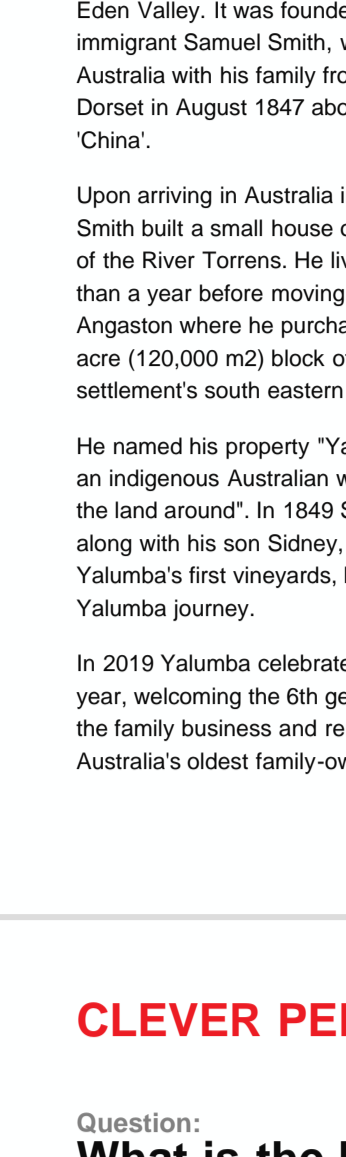 Eden Valley. It was founde
immigrant Samuel Smith,
Australia with his family fro
Dorset in August 1847 abo
'China'.
Upon arriving in Australia i
Smith built a small house
of the River Torrens. He li
than a year before moving
Angaston where he purcha
acre (120,000 m2) block o
settlement's south eastern
He named his property "Ya
an indigenous Australian w
the land around". In 1849 S
along with his son Sidney,
Yalumba's first vineyards,
Yalumba journey.
In 2019 Yalumba celebrate
year, welcoming the 6th ge
the family business and re
Australia's oldest family-ow
CLEVER PE
Question:
What is the